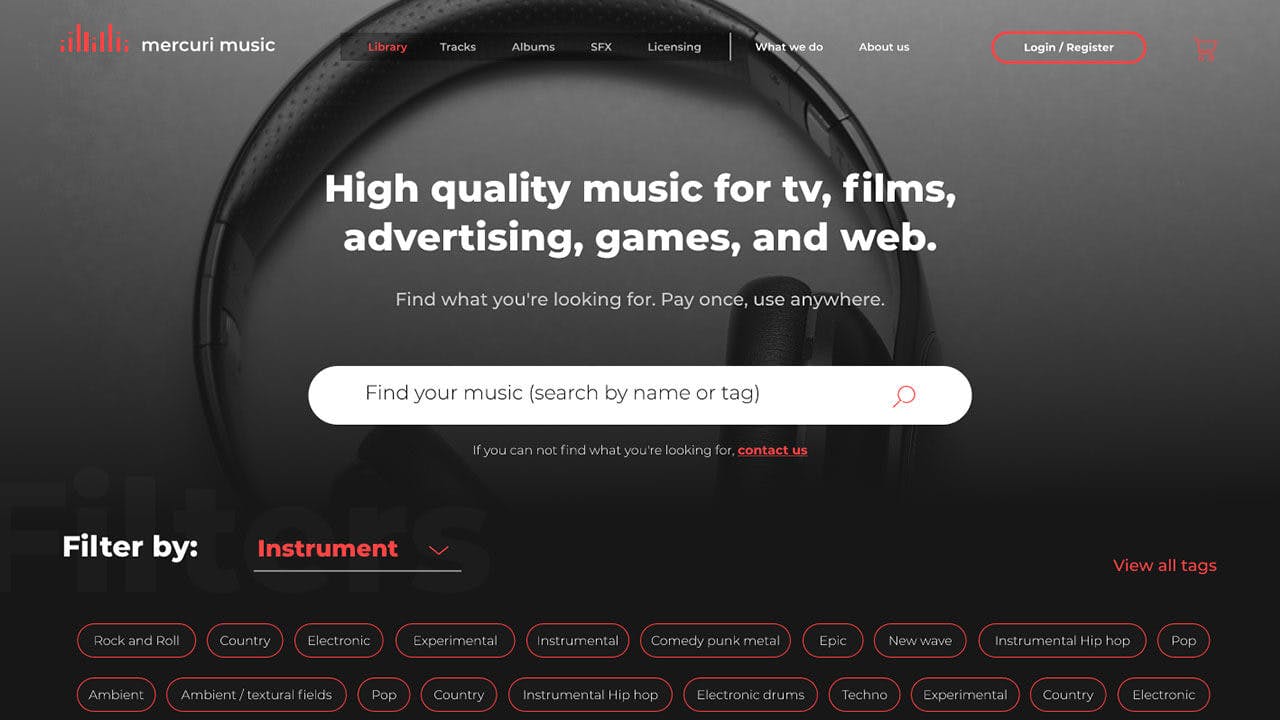 mercuri music
Library Tracks Albums SFX Licensing What we do About us Login / Register
High quality music for tv, films,
advertising, games, and web.
Find what you're looking for. Pay once, use anywhere.
Find your music (search by name or tag)
If you can not find what you're looking for, contact us
Filters
Filter by: Instrument
View all tags
Rock and Roll Country Electronic Experimental Instrumental Comedy punk metal Epic New wave Instrumental Hip hop Pop
Ambient Ambient / textural fields Pop Country Instrumental Hip hop Electronic drums Techno Experimental Country Electronic